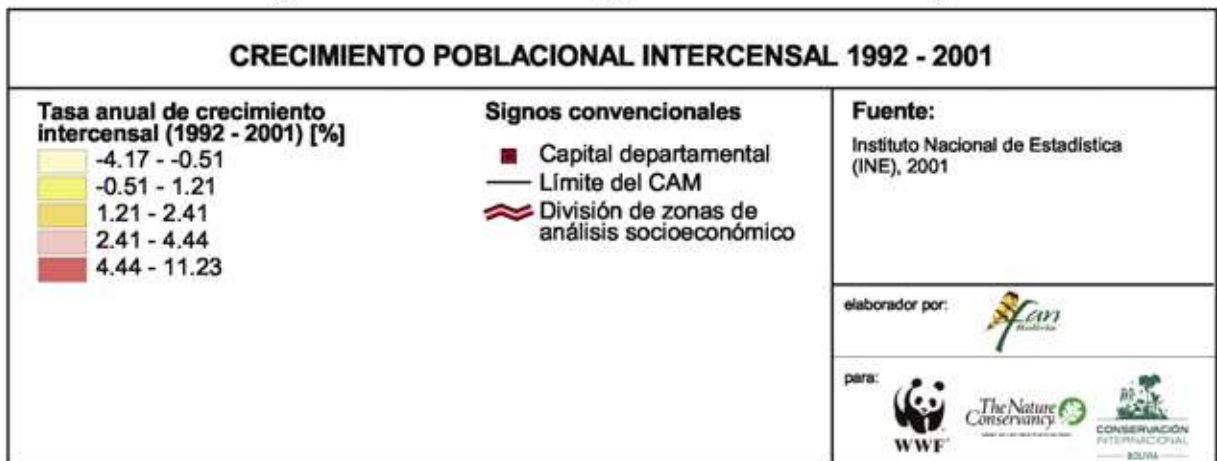 CRECIMIENTO POBLACIONAL INTERCENSAL 1992 - 2001
Tasa anual de crecimiento
intercensal (1992 - 2001) [%]
-4.17 - -0.51
-0.51 - 1.21
1.21 - 2.41
2.41 - 4.44
4.44 - 11.23
Signos convencionales
Capital departamental
Límite del CAM
División de zonas de
análisis socioeconómico
Fuente:
Instituto Nacional de Estadística
(INE), 2001
elaborador por:
fan
Bolivia
para:
WWF
The Nature
Conservancy
CONSERVACIÓN
INTERNACIONAL
BOLIVIA